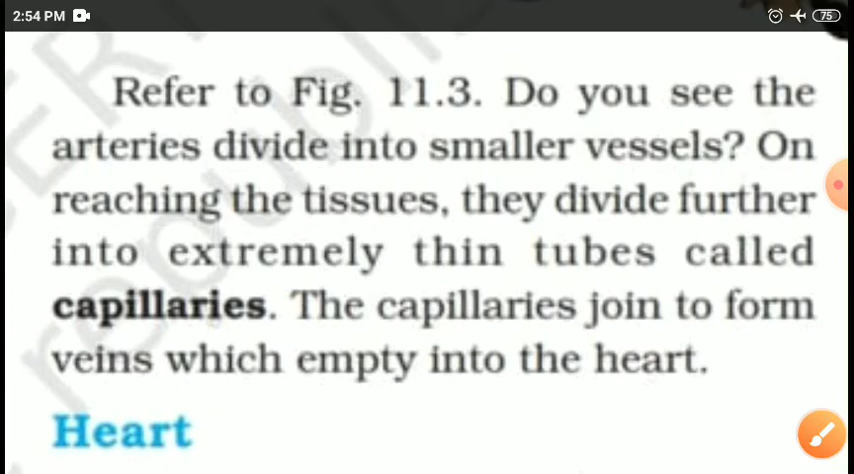 2:54 PM
75
Refer to Fig. 11.3. Do you see the
arteries divide into smaller vessels? On
reaching the tissues, they divide further
into extremely thin tubes called
capillaries. The capillaries join to form
veins which empty into the heart.
Heart